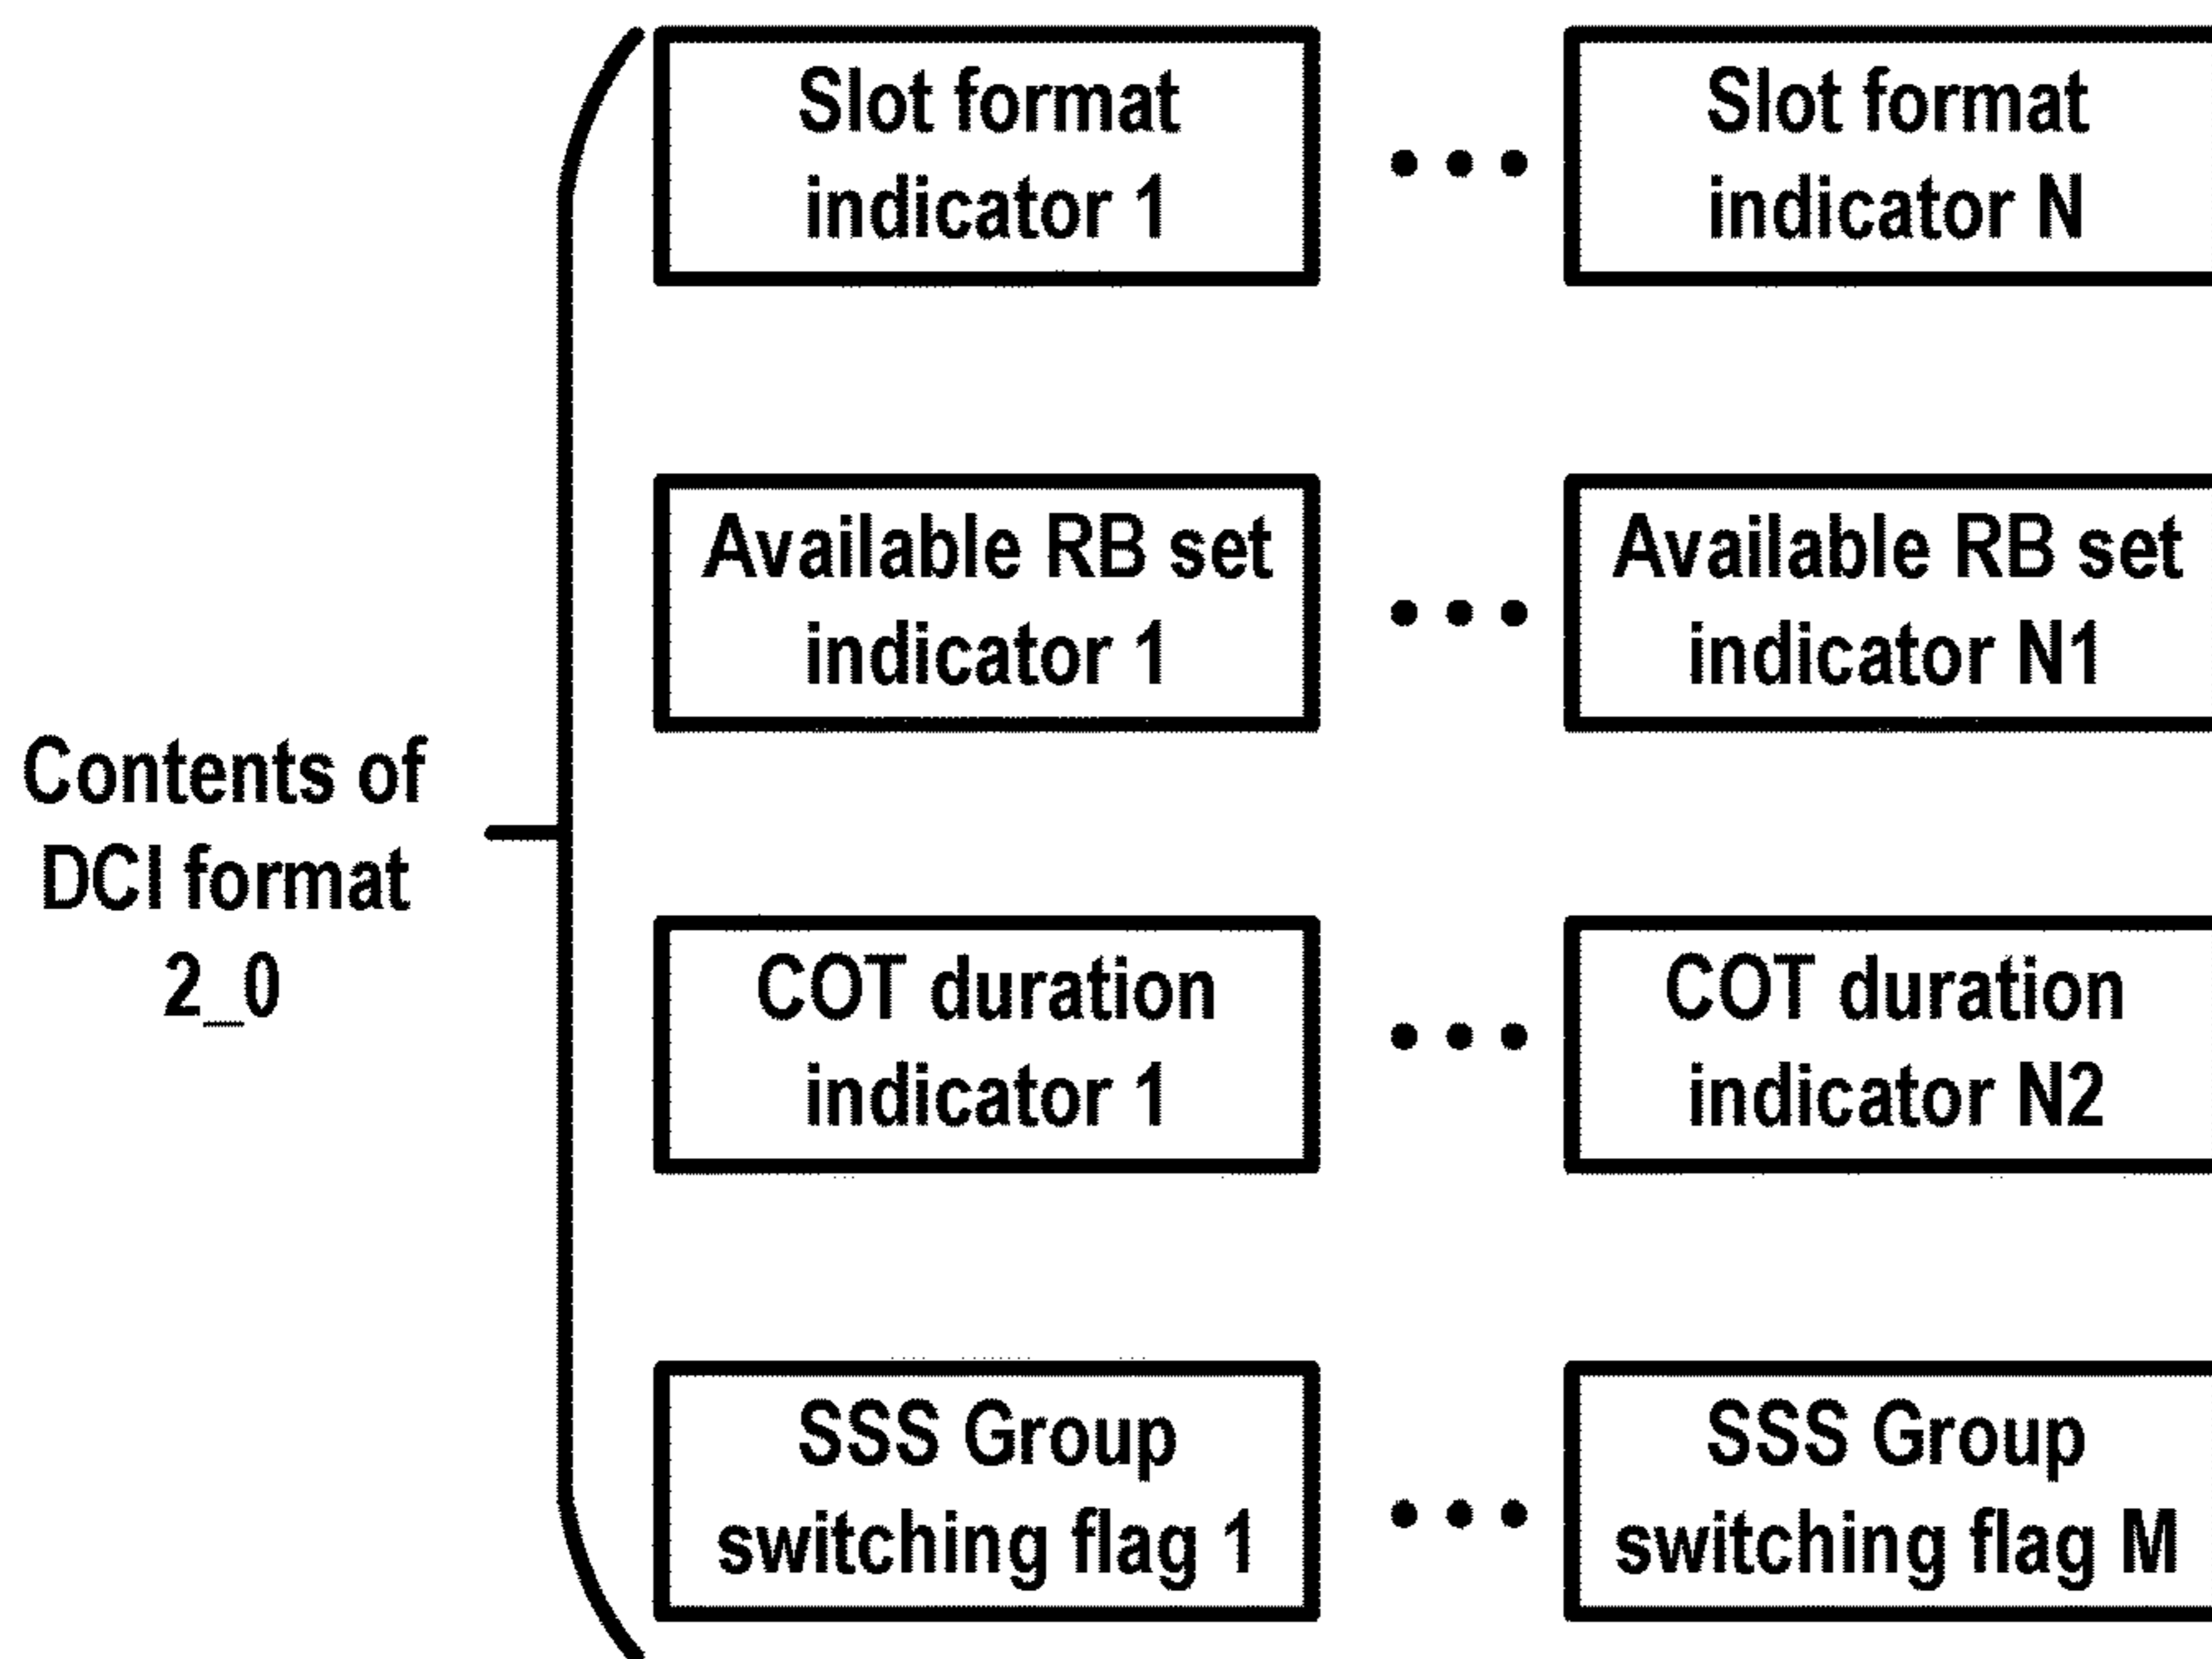 Slot format
indicator 1
Slot format
indicator N
Available RB set
indicator 1
Available RB set
indicator N1
Contents of
DCI format
2_0
COT duration
indicator 1
COT duration
indicator N2
SSS Group
switching flag 1
SSS Group
switching flag M